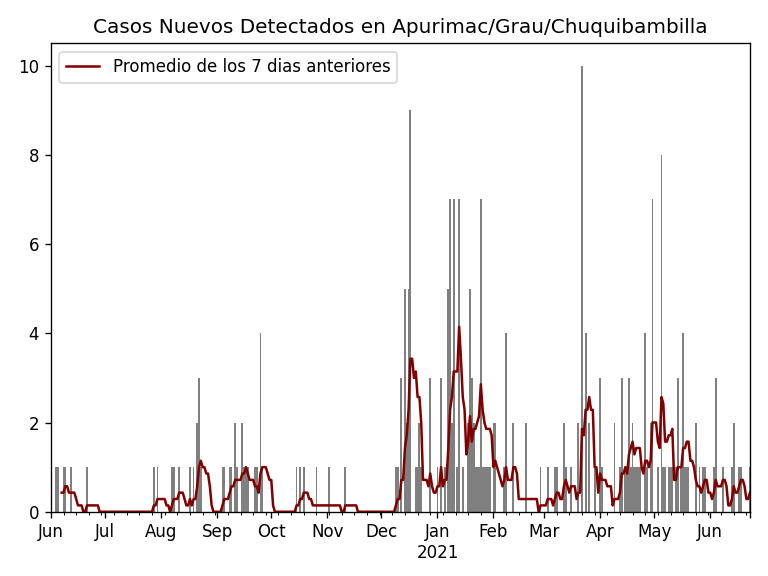 Casos Nuevos Detectados en Apurimac/Grau/Chuquibambilla
Promedio de los 7 dias anteriores
10
8
6
4
2
0
Jun Jul Aug Sep Oct Nov Dec Jan Feb Mar Apr May Jun
2021